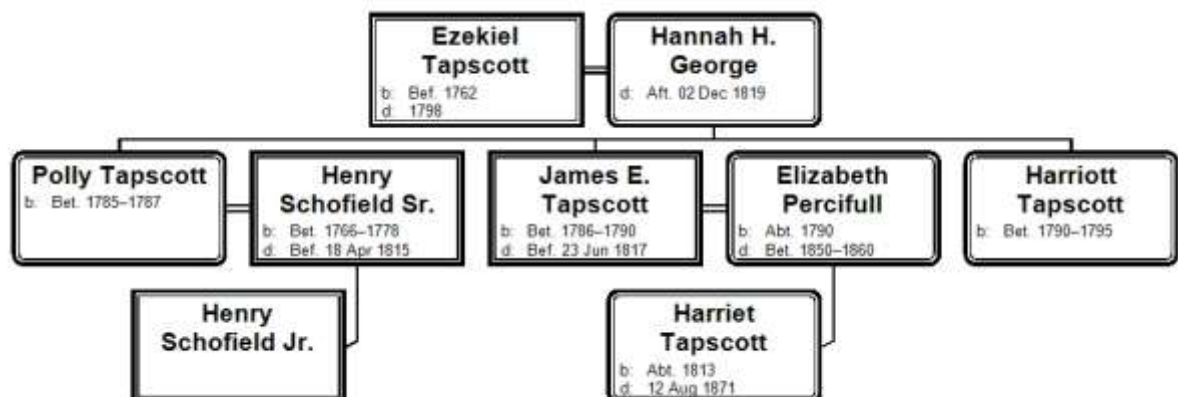 Ezekiel
Tapscott
b: Bef. 1762
d: 1798
Hannah H.
George
d: Aft. 02 Dec 1819
Polly Tapscott
b: Bet. 1785–1787
Henry
Schofield Sr.
b: Bet. 1766–1778
d: Bef. 18 Apr 1815
James E.
Tapscott
b: Bet. 1786–1790
d: Bef. 23 Jun 1817
Elizabeth
Percifull
b: Abt. 1790
d: Bet. 1850–1860
Harriott
Tapscott
b: Bet. 1790–1795
Henry
Schofield Jr.
Harriet
Tapscott
b: Abt. 1813
d: 12 Aug 1871